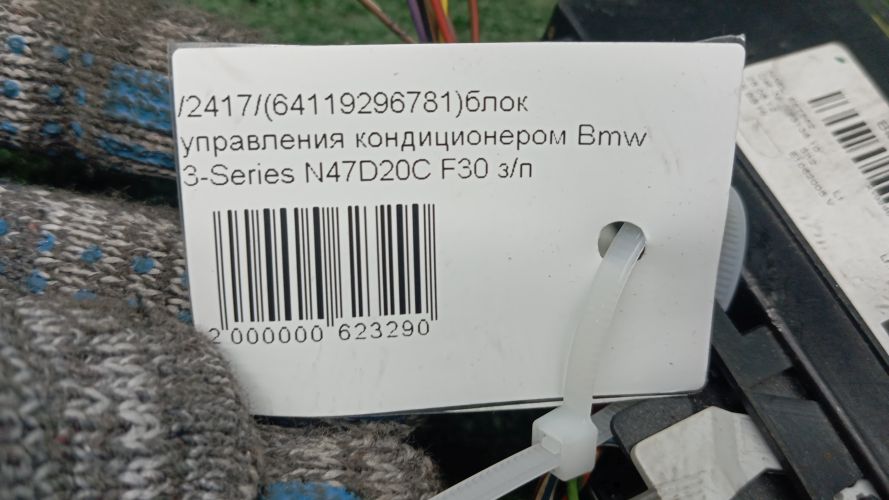 /2417/(64119296781)блок
управления кондиционером Bmw
3-Series N47D20C F30 з/п
2 000000 623290